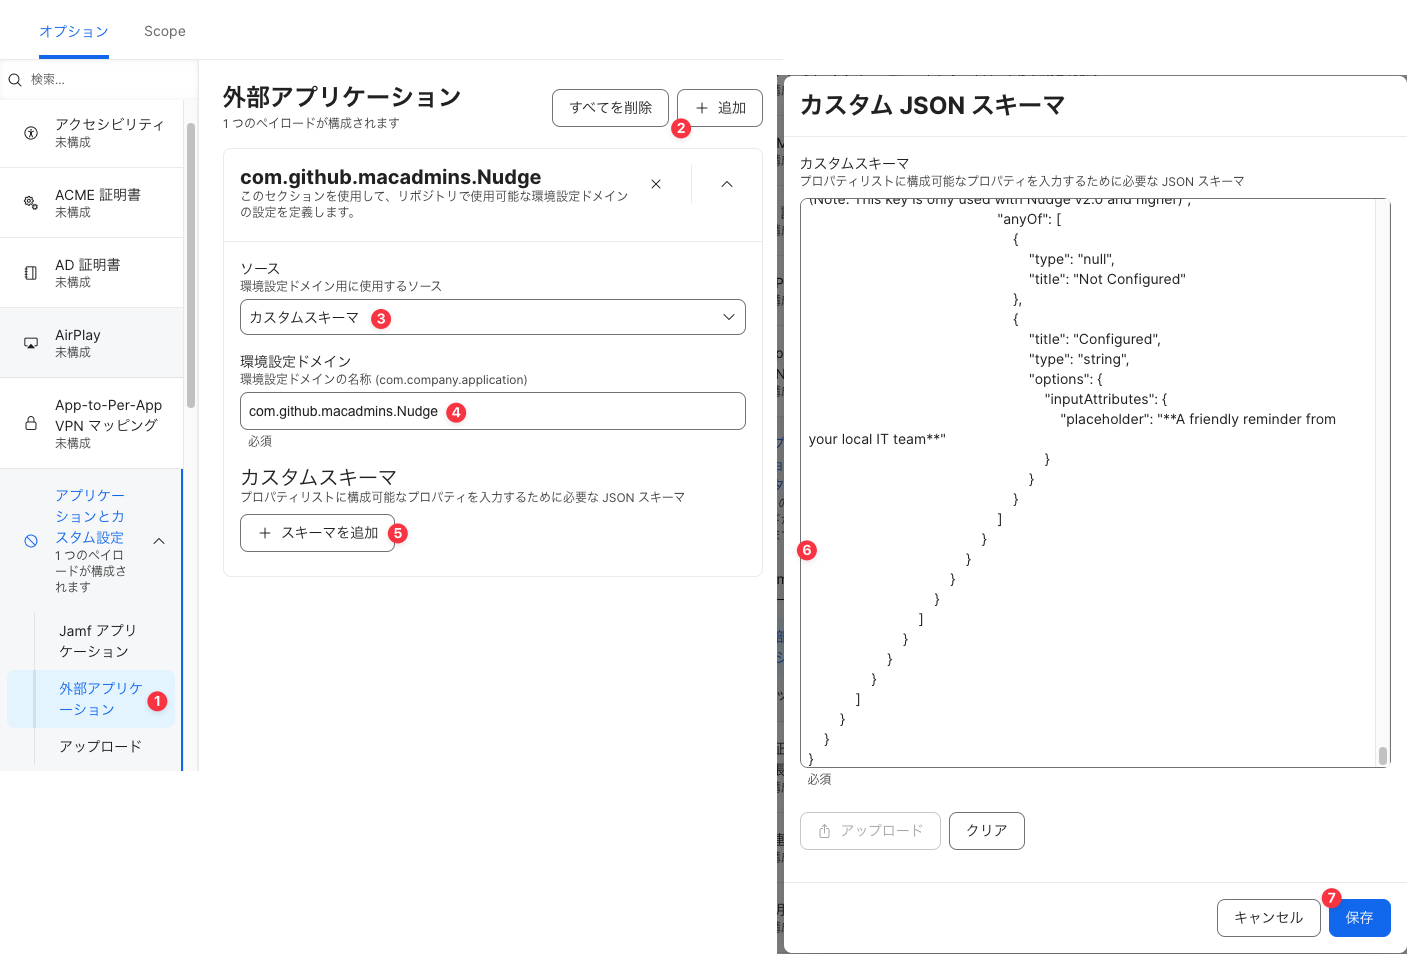 オプション
Scope
検索...
アクセシビリティ
未構成
ACME 証明書
未構成
AD 証明書
未構成
AirPlay
未構成
App-to-Per-App
VPN マッピング
未構成
アプリケー
ションとカ
スタム設定
1 つのペイロ
ードが構成さ
れます
Jamf アプリ
ケーション
外部アプリケ
ーション
1
アップロード
外部アプリケーション
1 つのペイロードが構成されます
すべてを削除
2
追加
com.github.macadmins.Nudge
このセクションを使用して、リポジトリで使用可能な環境設定ドメイン
の設定を定義します。
ソース
環境設定ドメイン用に使用するソース
カスタムスキーマ
3
環境設定ドメイン
環境設定ドメインの名称 (com.company.application)
com.github.macadmins.Nudge
4
必須
カスタムスキーマ
プロパティリストに構成可能なプロパティを入力するために必要な JSON スキーマ
スキーマを追加
5
カスタム JSON スキーマ
カスタムスキーマ
プロパティリストに構成可能なプロパティを入力するために必要な JSON スキーマ
(Note: This key is only used with Nudge v2.0 and higher)",
"anyOf": [
{
"type": "null",
"title": "Not Configured"
},
{
"title": "Configured",
"type": "string",
"options": {
"inputAttributes": {
"placeholder": "**A friendly reminder from
your local IT team**"
}
}
}
]
}
6
}
}
}
]
}
}
}
]
}
}
}
必須
アップロード
クリア
キャンセル
7
保存